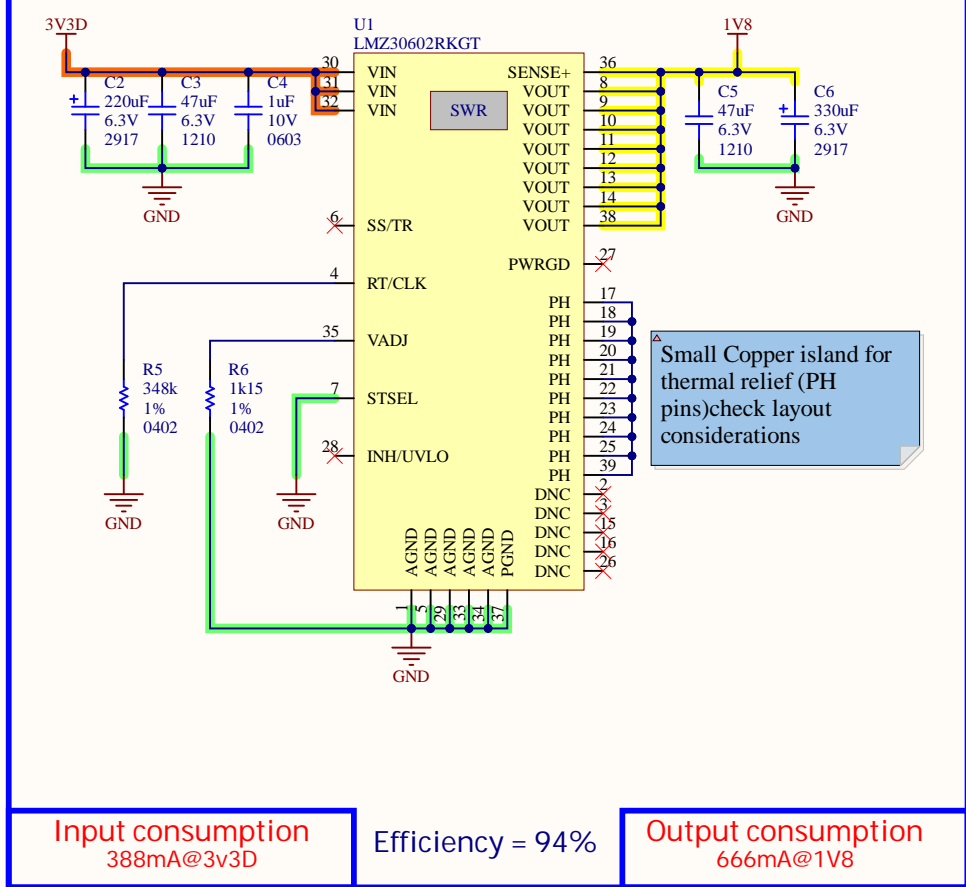 3V3D
U1
LMZ30602RKGT
1V8
C2
220uF
6.3V
2917
C3
47uF
6.3V
1210
C4
1uF
10V
0603
30 VIN
31 VIN
32 VIN
SWR
SENSE+ 36
VOUT 8
VOUT 9
VOUT 10
VOUT 11
VOUT 12
VOUT 13
VOUT 14
VOUT 38
C5
47uF
6.3V
1210
C6
330uF
6.3V
2917
GND
GND
6 SS/TR
PWRGD 27
4 RT/CLK
35 VADJ
7 STSEL
28 INH/UVLO
PH 17
PH 18
PH 19
PH 20
PH 21
PH 22
PH 23
PH 24
PH 25
PH 39
DNC 2
DNC 3
DNC 15
DNC 16
DNC 26
Small Copper island for
thermal relief (PH
pins)check layout
considerations
R5
348k
1%
0402
R6
1k15
1%
0402
GND
GND
AGND 1
AGND 5
AGND 29
AGND 33
AGND 34
PGND 37
GND
Input consumption
388mA@3v3D
Efficiency = 94%
Output consumption
666mA@1V8